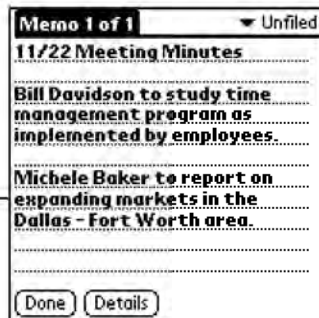 Memo 1 of 1 Unfiled
11/22 Meeting Minutes
Bill Davidson to study time
management program as
implemented by employees.
Michele Baker to report on
expanding markets in the
Dallas - Fort Worth area.
Done Details